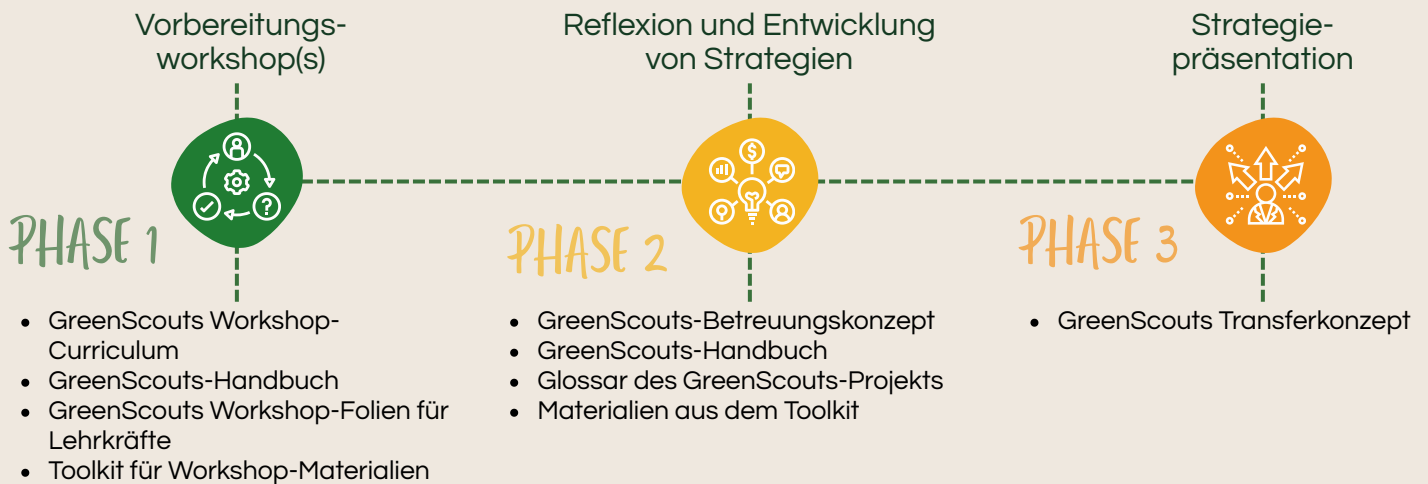 Vorbereitungs-
workshop(s)
Reflexion und Entwicklung
von Strategien
Strategie-
präsentation
PHASE 1
PHASE 2
PHASE 3
• GreenScouts Workshop-
Curriculum
• GreenScouts-Handbuch
• GreenScouts Workshop-Folien für
Lehrkräfte
• Toolkit für Workshop-Materialien
• GreenScouts-Betreuungskonzept
• GreenScouts-Handbuch
• Glossar des GreenScouts-Projekts
• Materialien aus dem Toolkit
• GreenScouts Transferkonzept